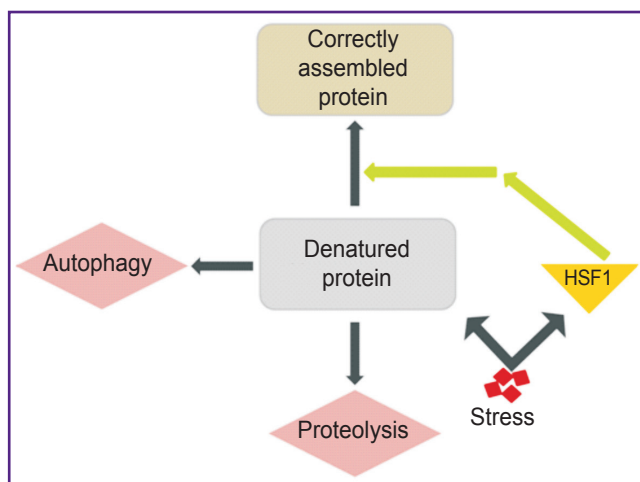 Correctly
assembled
protein
Autophagy
Denatured
protein
HSF1
Stress
Proteolysis